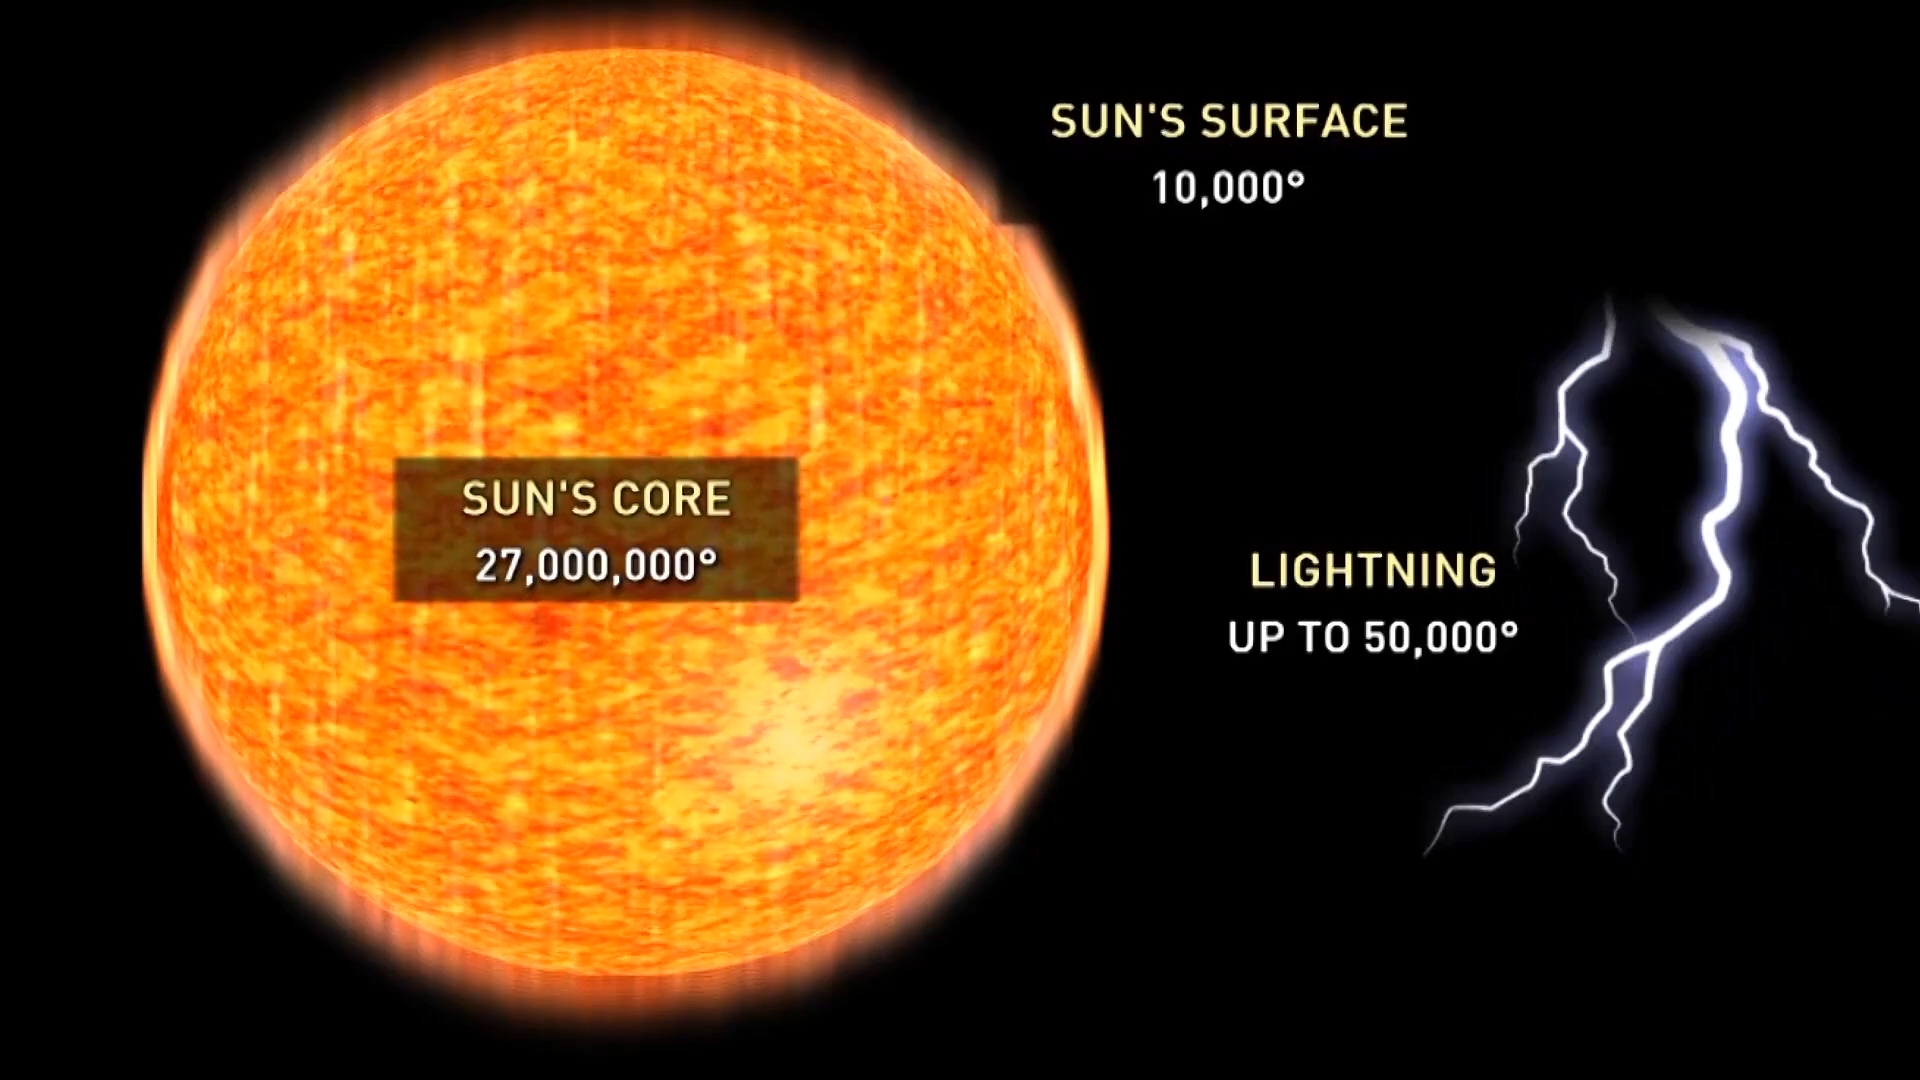 SUN'S SURFACE
10,000°
SUN'S CORE
27,000,000°
LIGHTNING
UP TO 50,000°